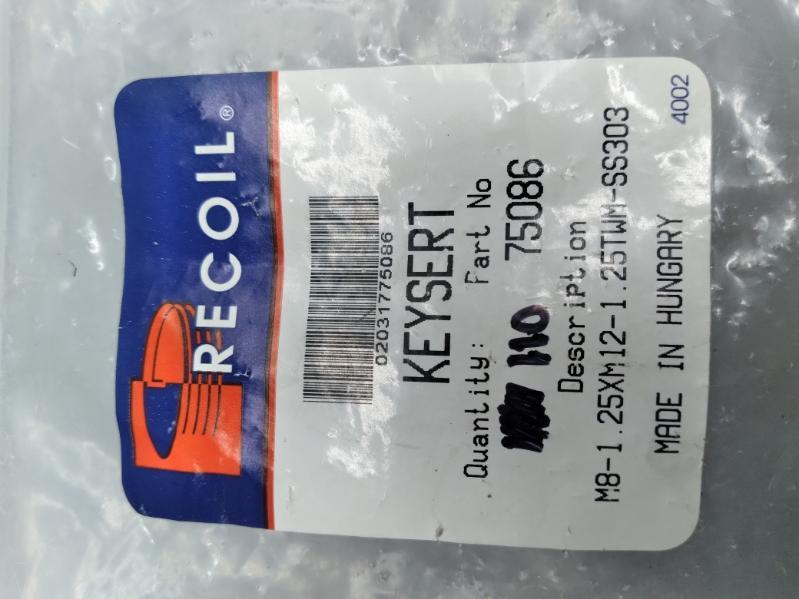 RECOIL®
02031775086
KEYSERT
Quantity: Part No
110 75086
Description
M8-1.25XM12-1.25TWM-SS303
MADE IN HUNGARY
4002